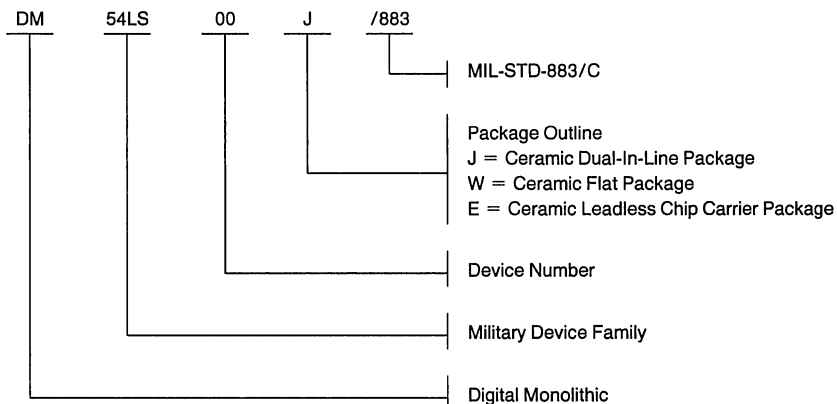 DM 54LS 00 J /883
MIL-STD-883/C
Package Outline
J = Ceramic Dual-In-Line Package
W = Ceramic Flat Package
E = Ceramic Leadless Chip Carrier Package
Device Number
Military Device Family
Digital Monolithic